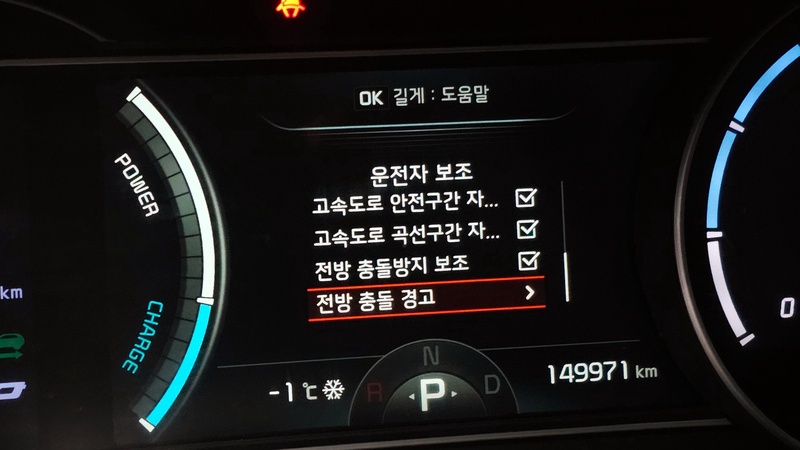 OK 길게 : 도움말
운전자 보조
고속도로 안전구간 자...
고속도로 곡선구간 자...
전방 충돌방지 보조
전방 충돌 경고
POWER
CHARGE
km
-1℃
R N D
P
149971 km
0